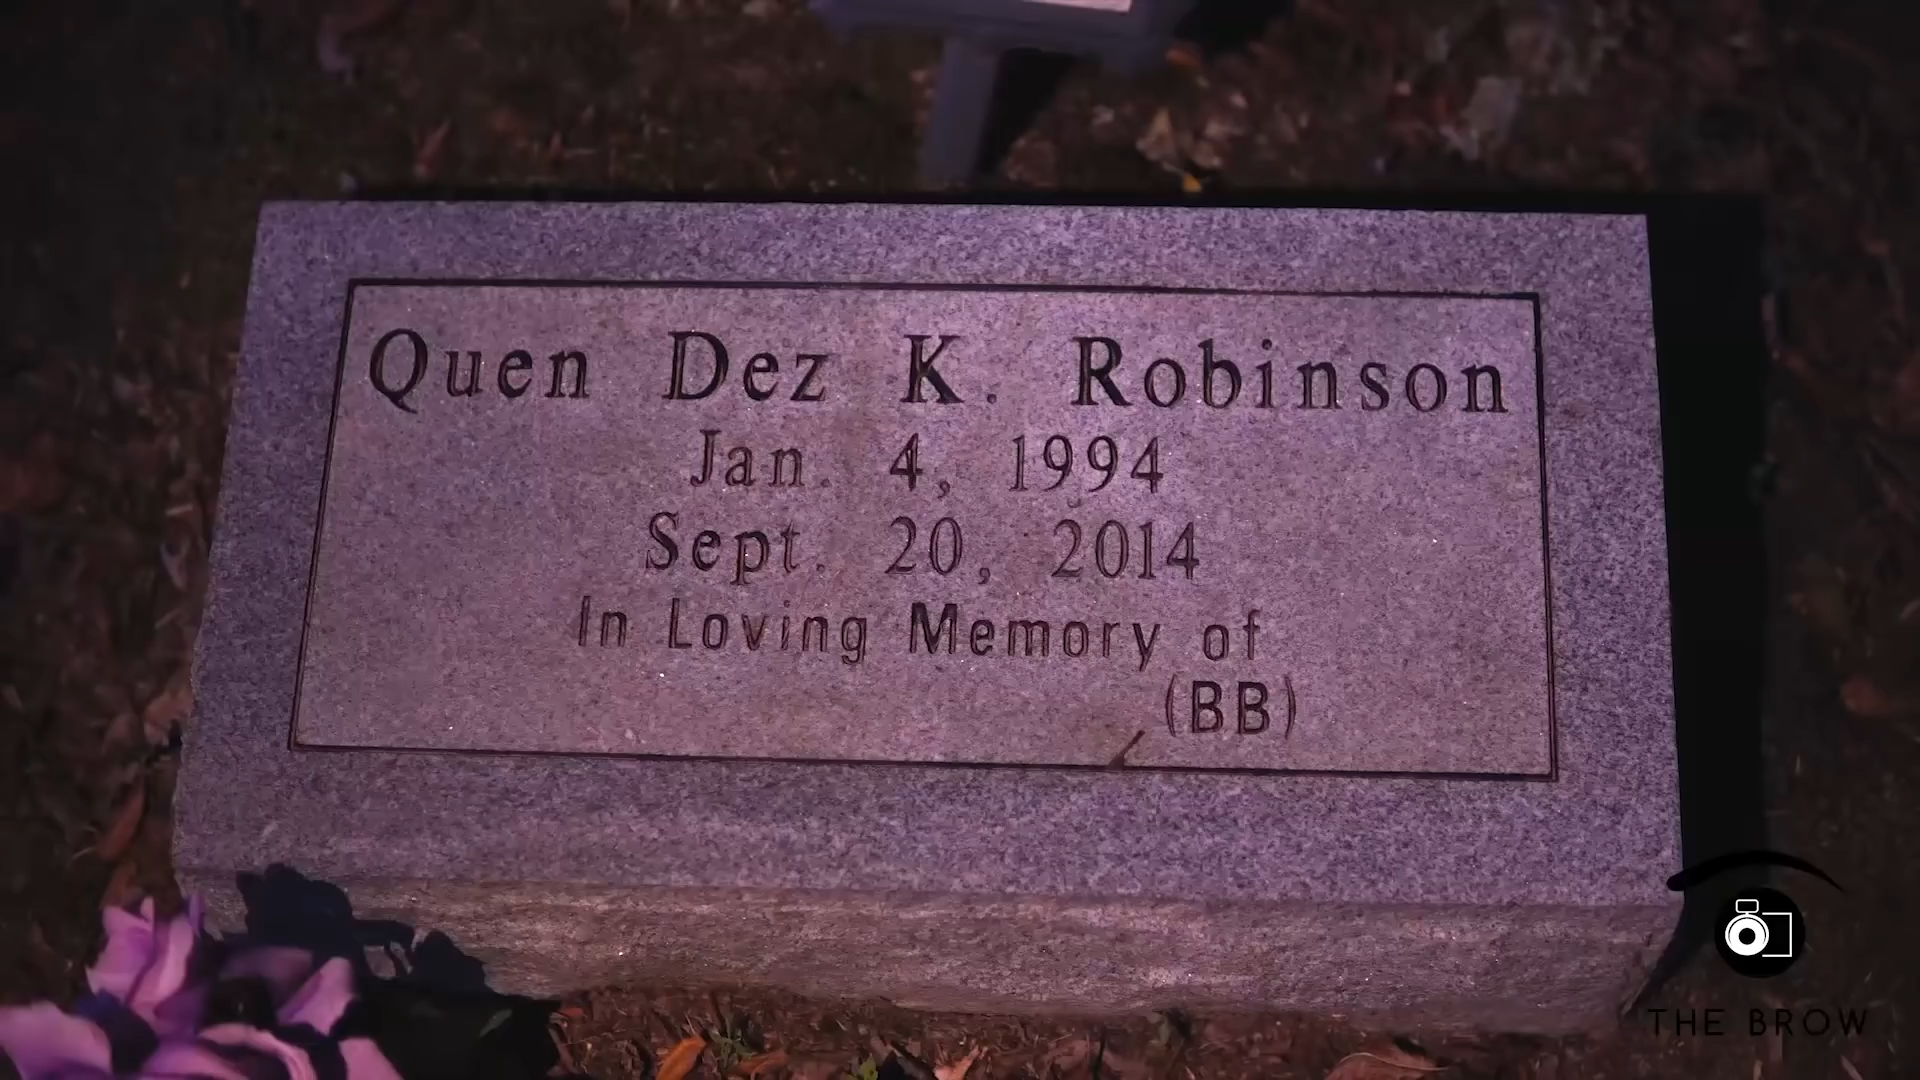 Quen Dez K. Robinson
Jan. 4, 1994
Sept. 20, 2014
In Loving Memory of
(BB)
THE BROW